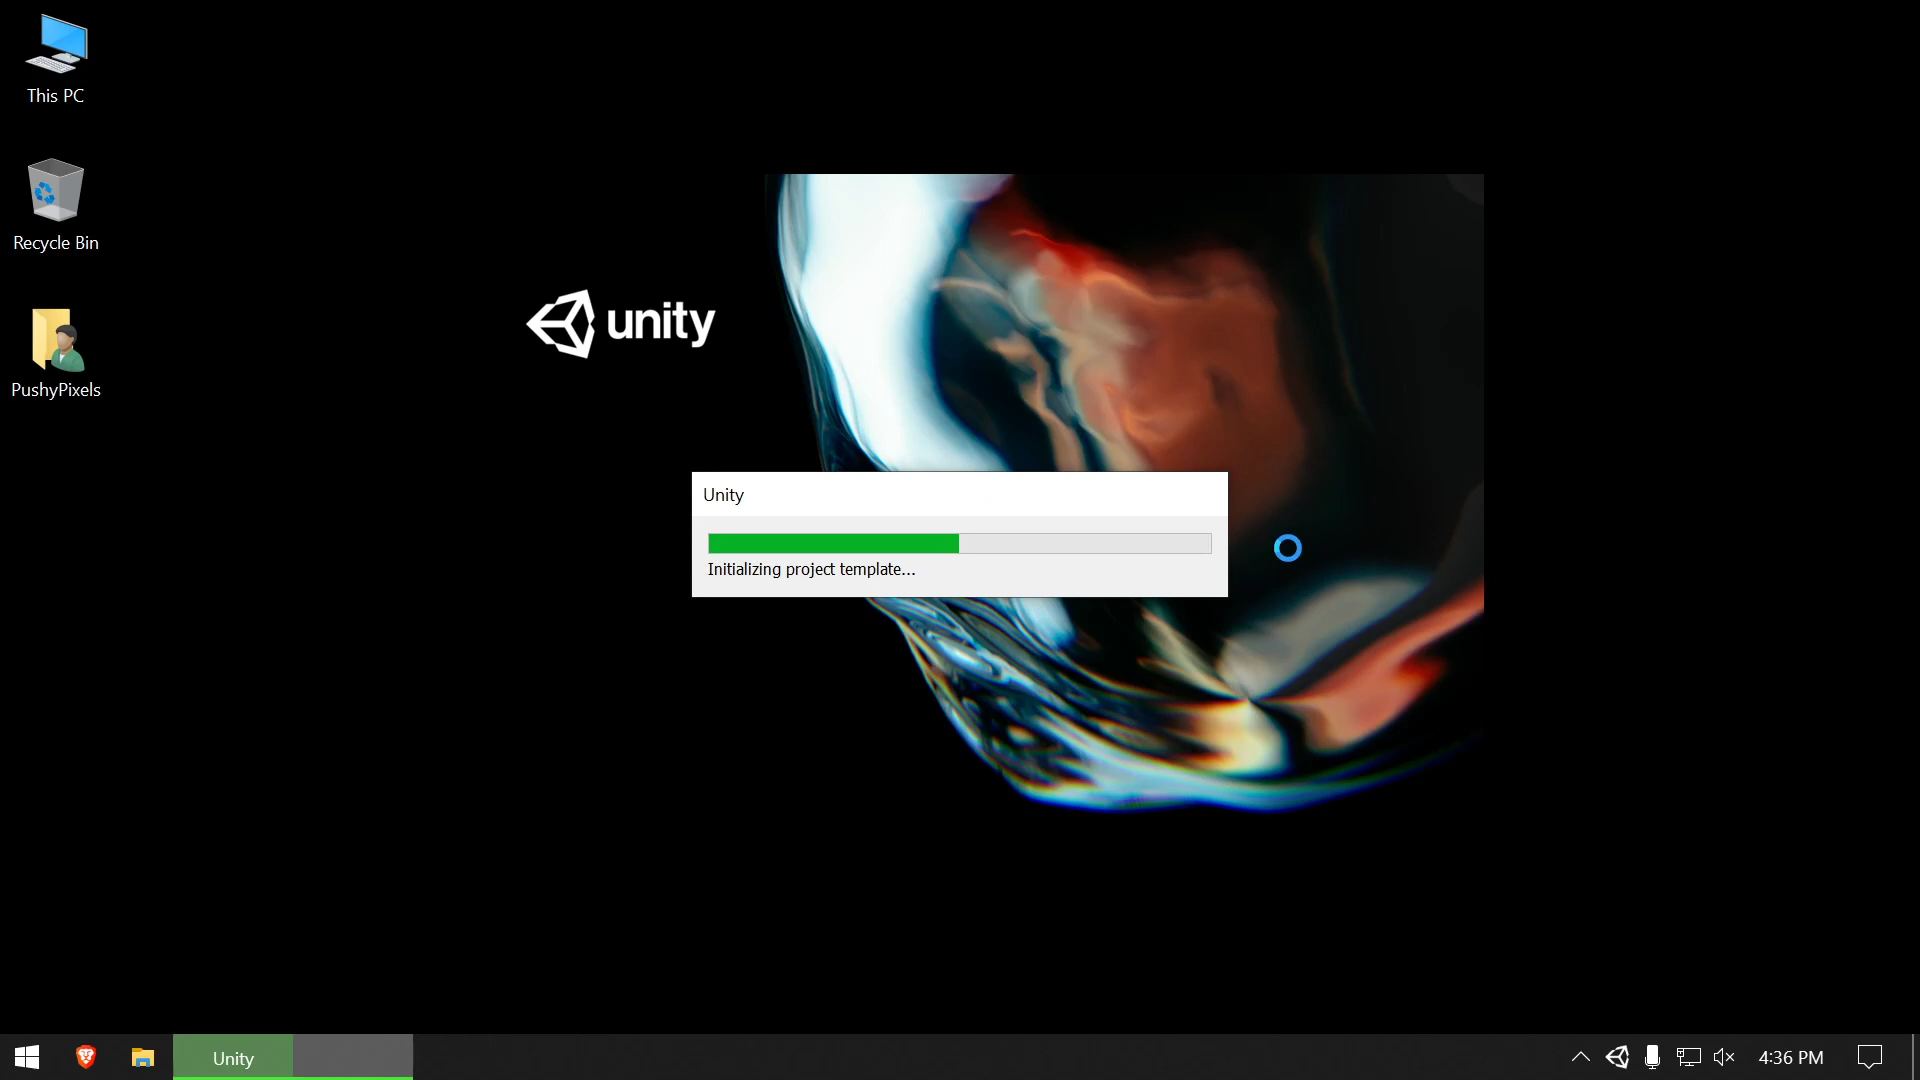 This PC
Recycle Bin
PushyPixels
unity
Unity
Initializing project template...
Unity
4:36 PM